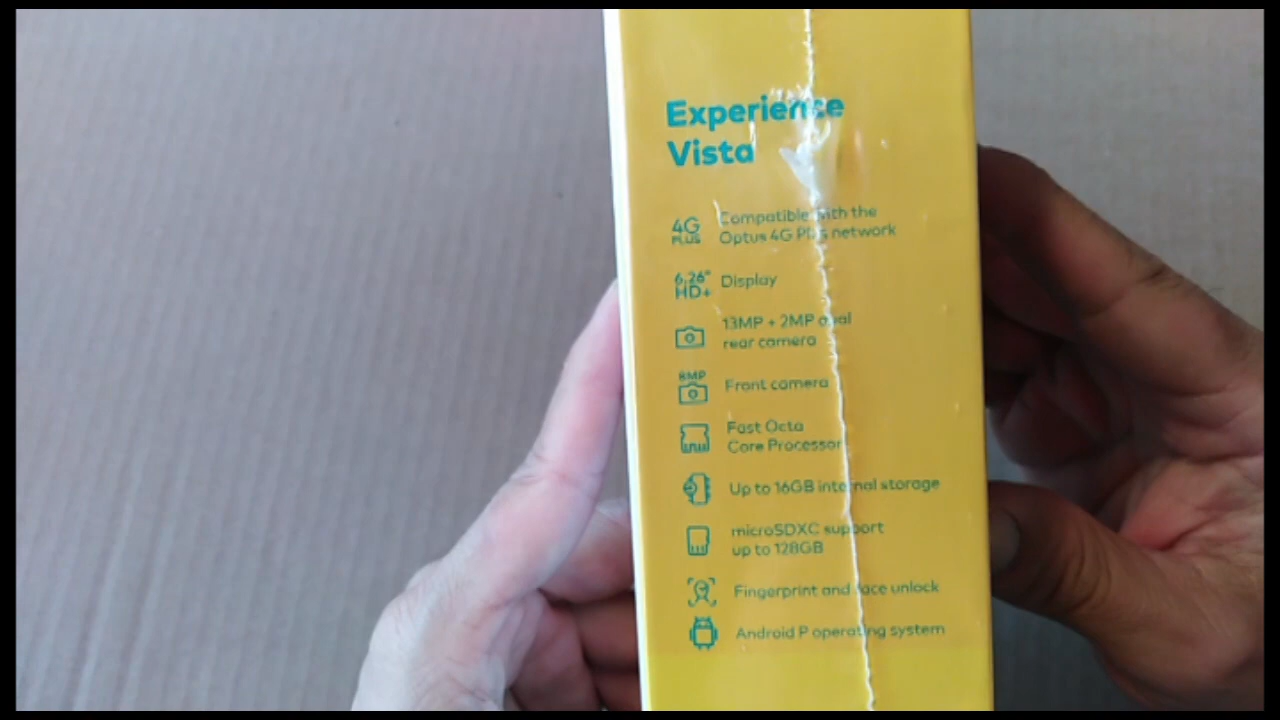 Experience
Vista
4G
PLUS
Compatible with the
Optus 4G Plus network
6.26"
HD+
Display
13MP + 2MP dual
rear camera
8MP
Front camera
Fast Octa
Core Processor
Up to 16GB internal storage
microSDXC support
up to 128GB
Fingerprint and face unlock
Android P operating system